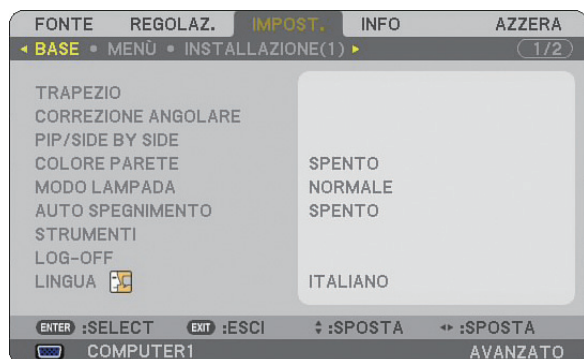 FONTE REGOLAZ. IMPOST. INFO AZZERA
BASE • MENÙ • INSTALLAZIONE(1) 1/2
TRAPEZIO
CORREZIONE ANGOLARE
PIP/SIDE BY SIDE
COLORE PARETE SPENTO
MODO LAMPADA NORMALE
AUTO SPEGNIMENTO SPENTO
STRUMENTI
LOG-OFF
LINGUA ITALIANO
ENTER :SELECT EXIT :ESCI :SPOSTA :SPOSTA
COMPUTER1 AVANZATO